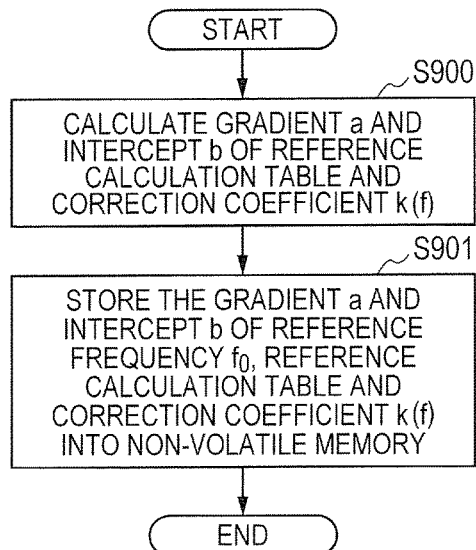 START
S900
CALCULATE GRADIENT a AND
INTERCEPT b OF REFERENCE
CALCULATION TABLE AND
CORRECTION COEFFICIENT k(f)
S901
STORE THE GRADIENT a AND
INTERCEPT b OF REFERENCE
FREQUENCY f₀, REFERENCE
CALCULATION TABLE AND
CORRECTION COEFFICIENT k(f)
INTO NON-VOLATILE MEMORY
END